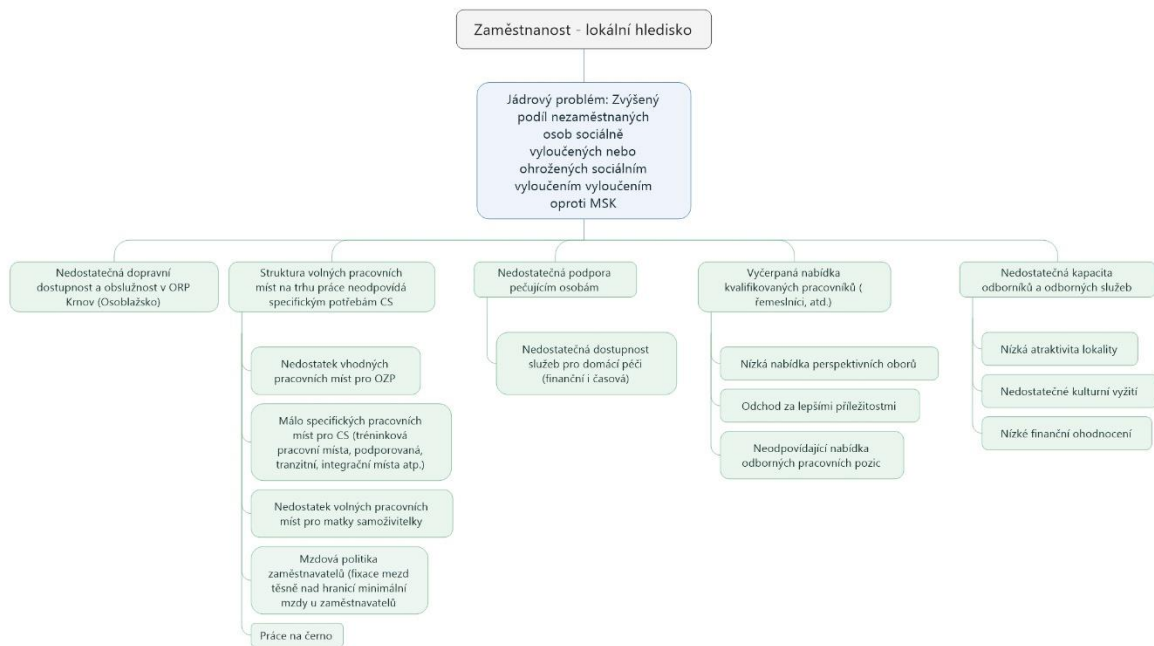 Zaměstnanost - lokální hledisko
Jádrový problém: Zvýšený
podíl nezaměstnaných
osob sociálně
vyloučených nebo
ohrožených sociálním
vyloučením vyloučením
oproti MSK
Nedostatečná dopravní
dostupnost a obslužnost v ORP
Krnov (Osoblažsko)
Struktura volných pracovních
míst na trhu práce neodpovídá
specifickým potřebám CS
Nedostatek vhodných
pracovních míst pro OZP
Málo specifických pracovních
míst pro CS (tréninková
pracovní místa, podporovaná,
tranzitní, integrační místa atp.)
Nedostatek volných pracovních
míst pro matky samoživitelky
Mzdová politika
zaměstnavatelů (fixace mezd
těsně nad hranicí minimální
mzdy u zaměstnavatelů
Práce na černo
Nedostatečná podpora
pečujícím osobám
Nedostatečná dostupnost
služeb pro domácí péči
(finanční i časová)
Vyčerpaná nabídka
kvalifikovaných pracovníků (
řemeslníci, atd.)
Nízká nabídka perspektivních oborů
Odchod za lepšími příležitostmi
Neodpovídající nabídka
odborných pracovních pozic
Nedostatečná kapacita
odborníků a odborných služeb
Nízká atraktivita lokality
Nedostatečné kulturní vyžití
Nízké finanční ohodnocení